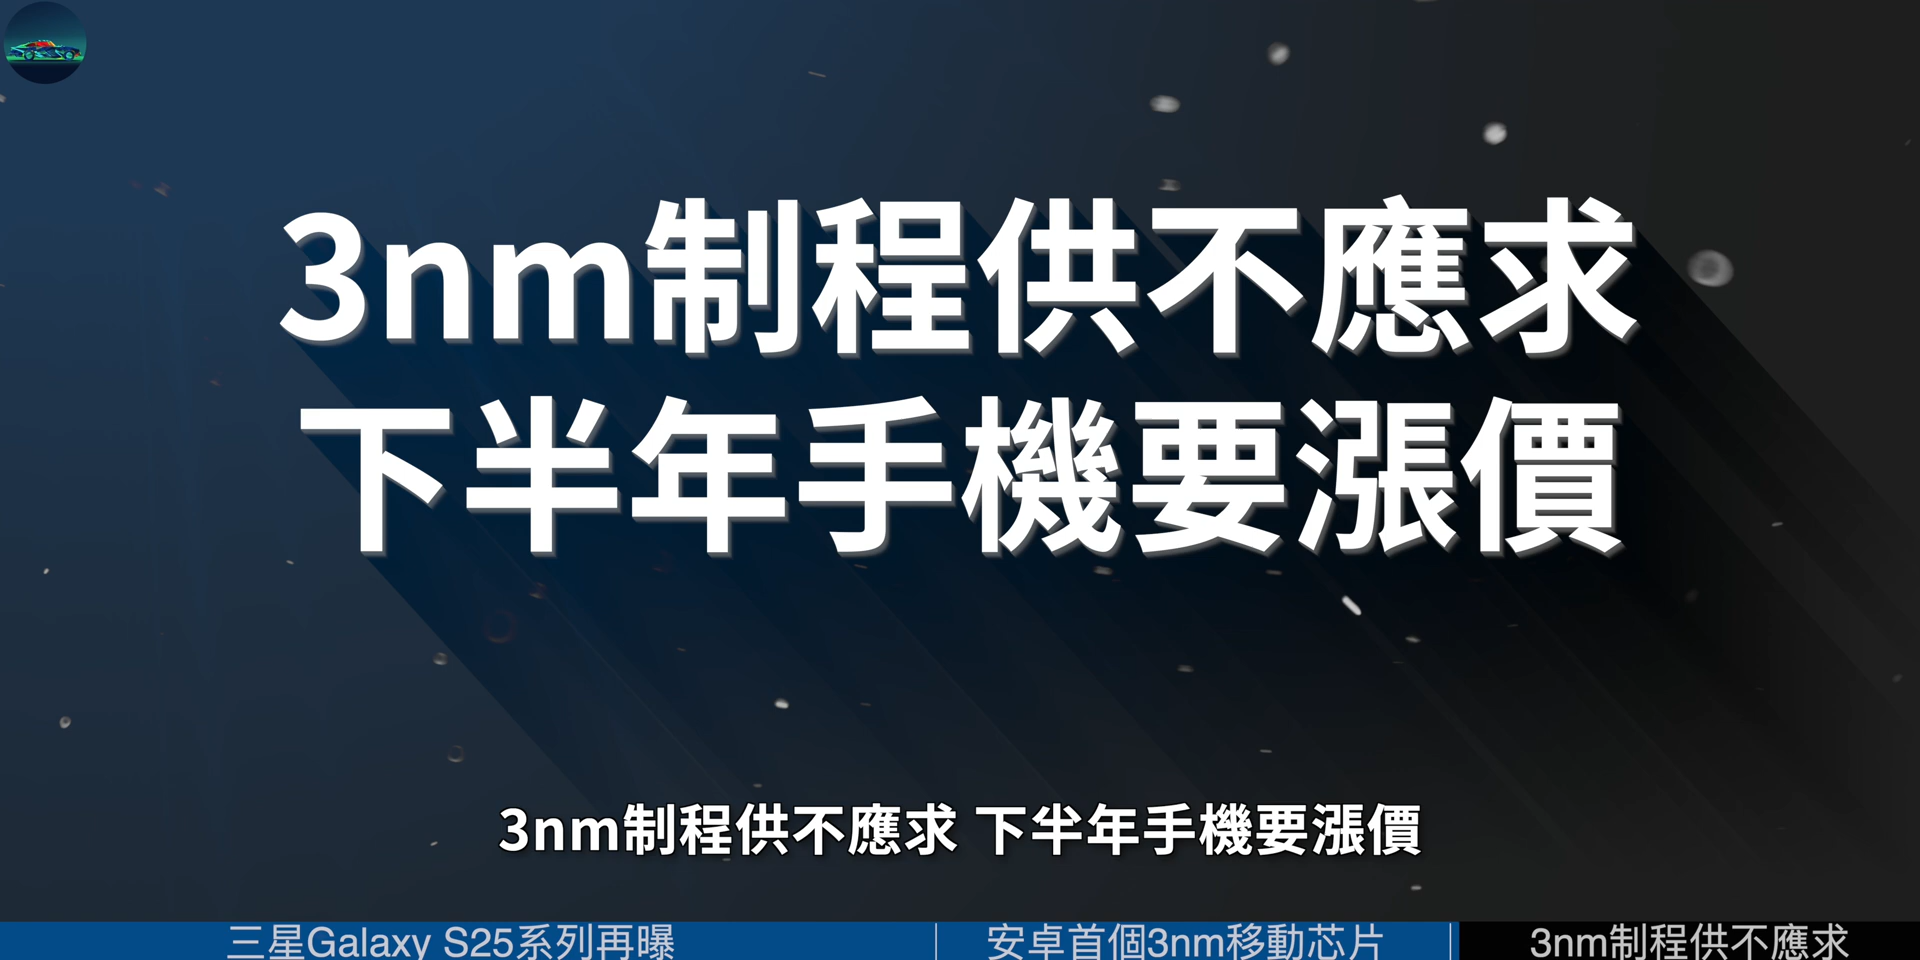 3nm制程供不應求
下半年手機要漲價
3nm制程供不應求 下半年手機要漲價
三星Galaxy S25系列再曝
安卓首個3nm移動芯片
3nm制程供不應求